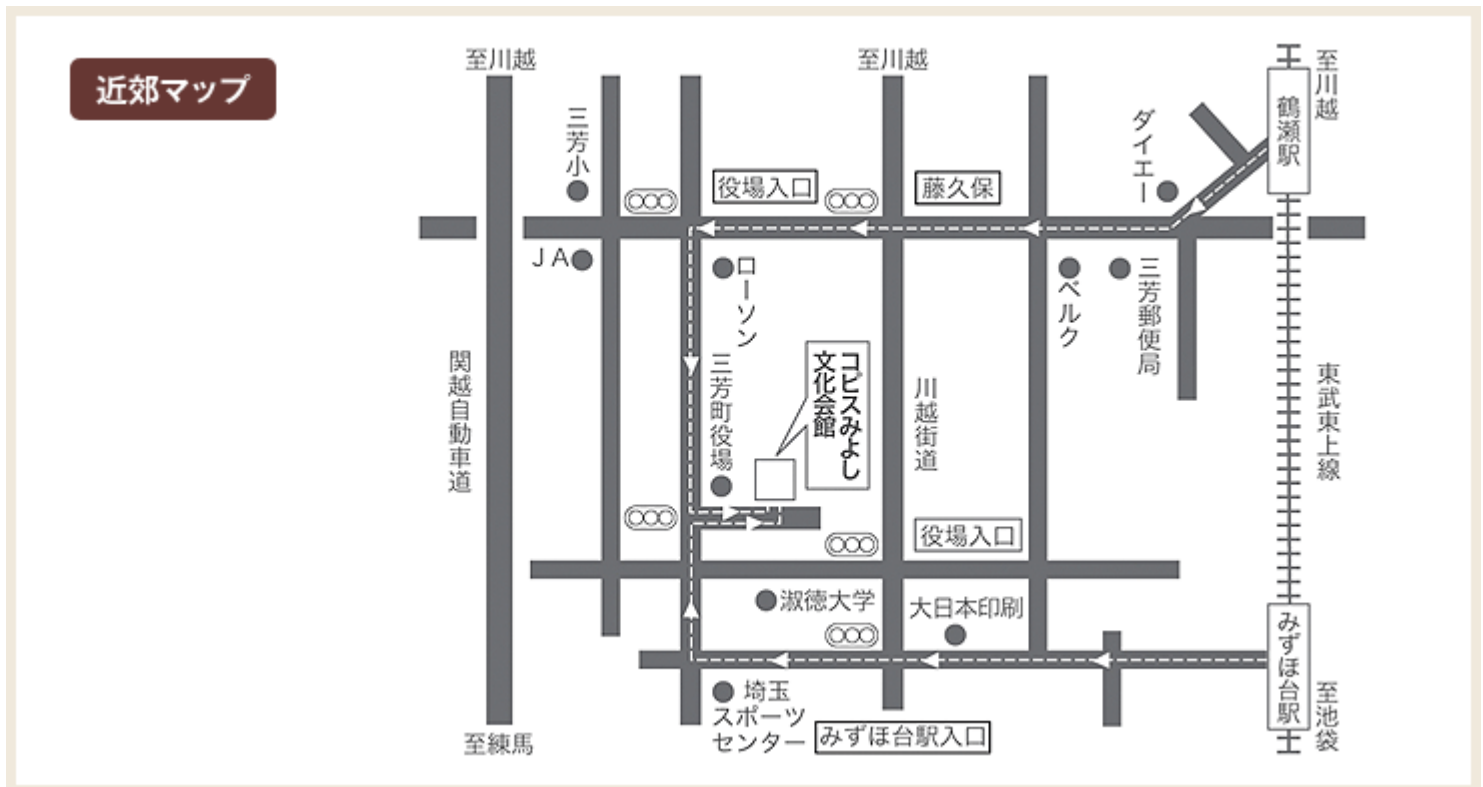 近郊マップ
至川越
至川越
至川越
鶴瀬駅
三芳小
ダイエー
役場入口
藤久保
ＪＡ
ローソン
ベルク
三芳郵便局
関越自動車道
三芳町役場
コピスみよし
文化会館
川越街道
東武東上線
役場入口
淑徳大学
大日本印刷
みずほ台駅
埼玉
スポーツ
センター
みずほ台駅入口
至池袋
至練馬